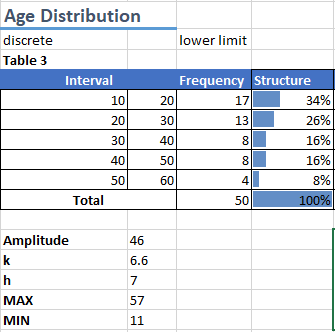 Age Distribution
discrete lower limit
Table 3
Interval Frequency Structure
10 20 17 34%
20 30 13 26%
30 40 8 16%
40 50 8 16%
50 60 4 8%
Total 50 100%
Amplitude 46
k 6.6
h 7
MAX 57
MIN 11